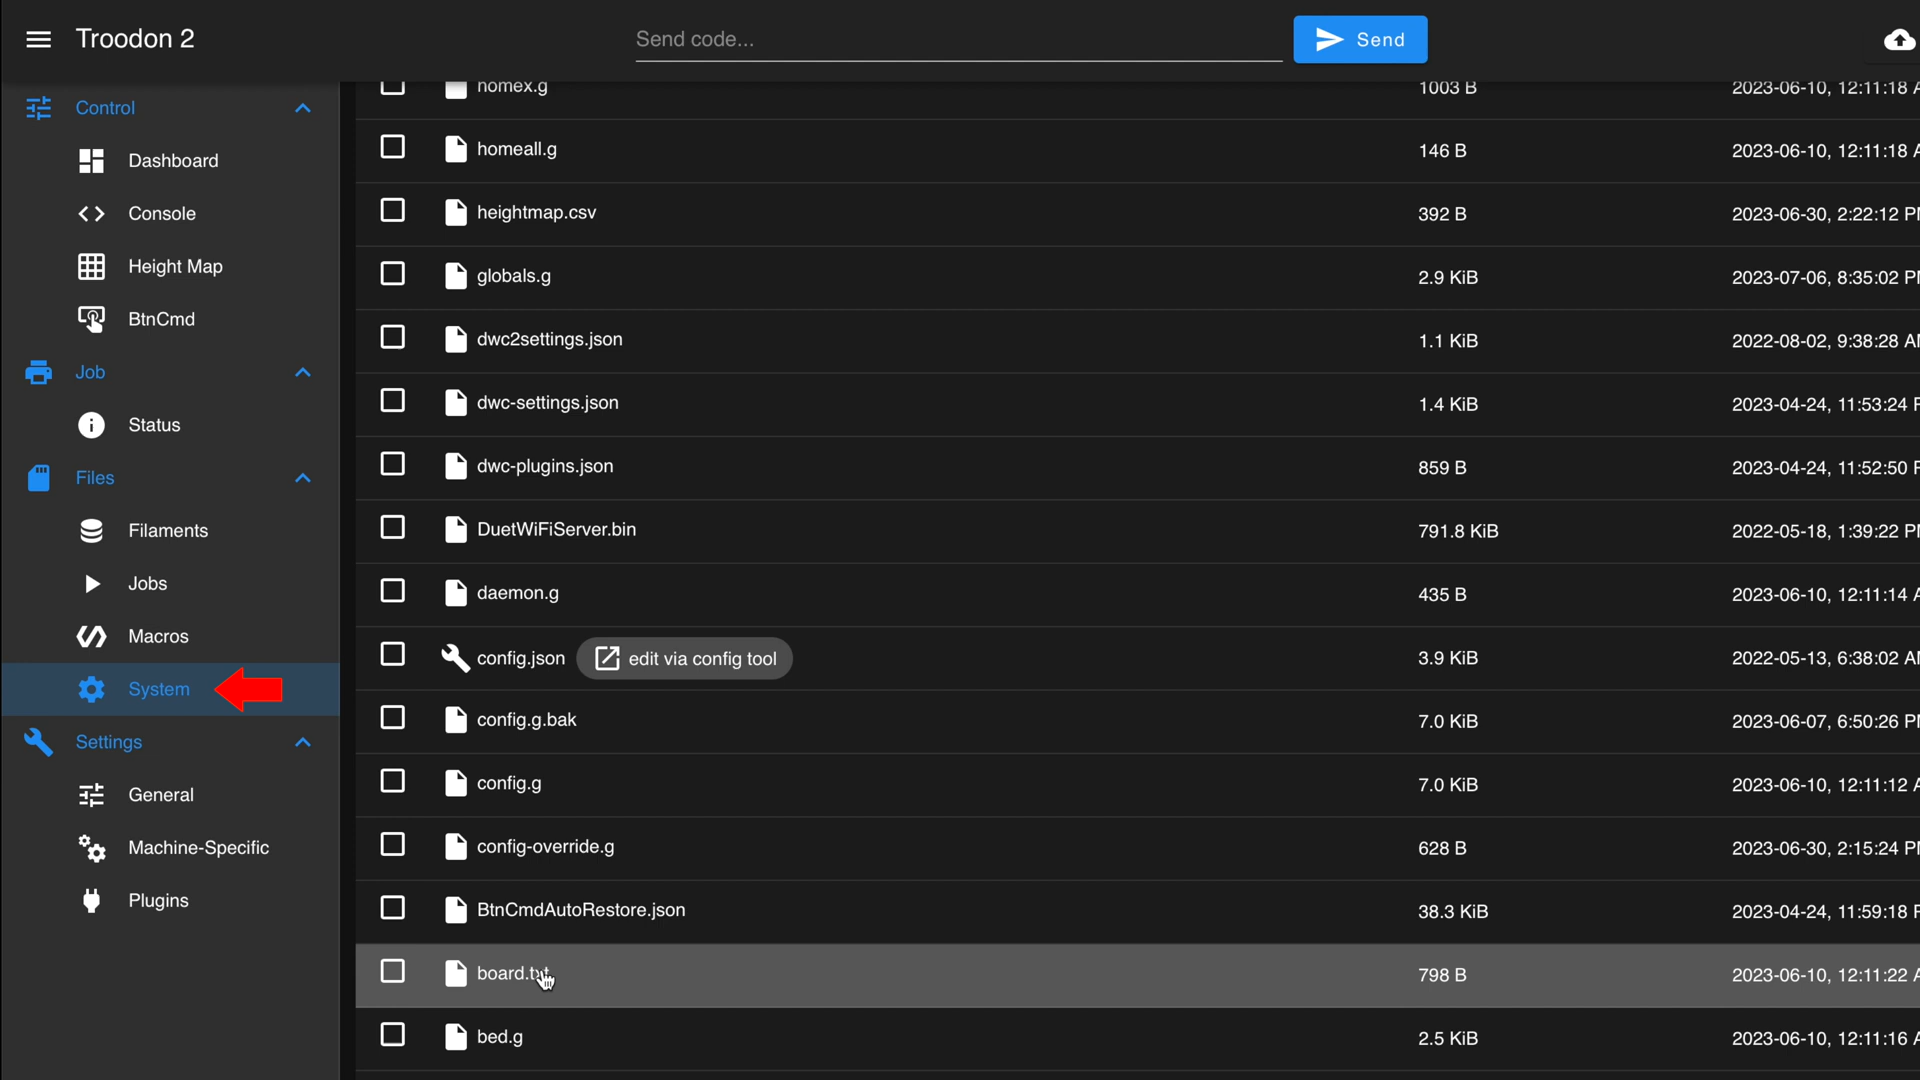 Troodon 2
Send code...
Send
Control
Dashboard
Console
Height Map
BtnCmd
Job
Status
Files
Filaments
Jobs
Macros
System
Settings
General
Machine-Specific
Plugins
homex.g 1003 B 2023-06-10, 12:11:18 A
homeall.g 146 B 2023-06-10, 12:11:18 A
heightmap.csv 392 B 2023-06-30, 2:22:12 PM
globals.g 2.9 KiB 2023-07-06, 8:35:02 PM
dwc2settings.json 1.1 KiB 2022-08-02, 9:38:28 AM
dwc-settings.json 1.4 KiB 2023-04-24, 11:53:24 P
dwc-plugins.json 859 B 2023-04-24, 11:52:50 P
DuetWiFiServer.bin 791.8 KiB 2022-05-18, 1:39:22 PM
daemon.g 435 B 2023-06-10, 12:11:14 A
config.json edit via config tool 3.9 KiB 2022-05-13, 6:38:02 AM
config.g.bak 7.0 KiB 2023-06-07, 6:50:26 PM
config.g 7.0 KiB 2023-06-10, 12:11:12 A
config-override.g 628 B 2023-06-30, 2:15:24 PM
BtnCmdAutoRestore.json 38.3 KiB 2023-04-24, 11:59:18 P
board.txt 798 B 2023-06-10, 12:11:22 A
bed.g 2.5 KiB 2023-06-10, 12:11:16 A